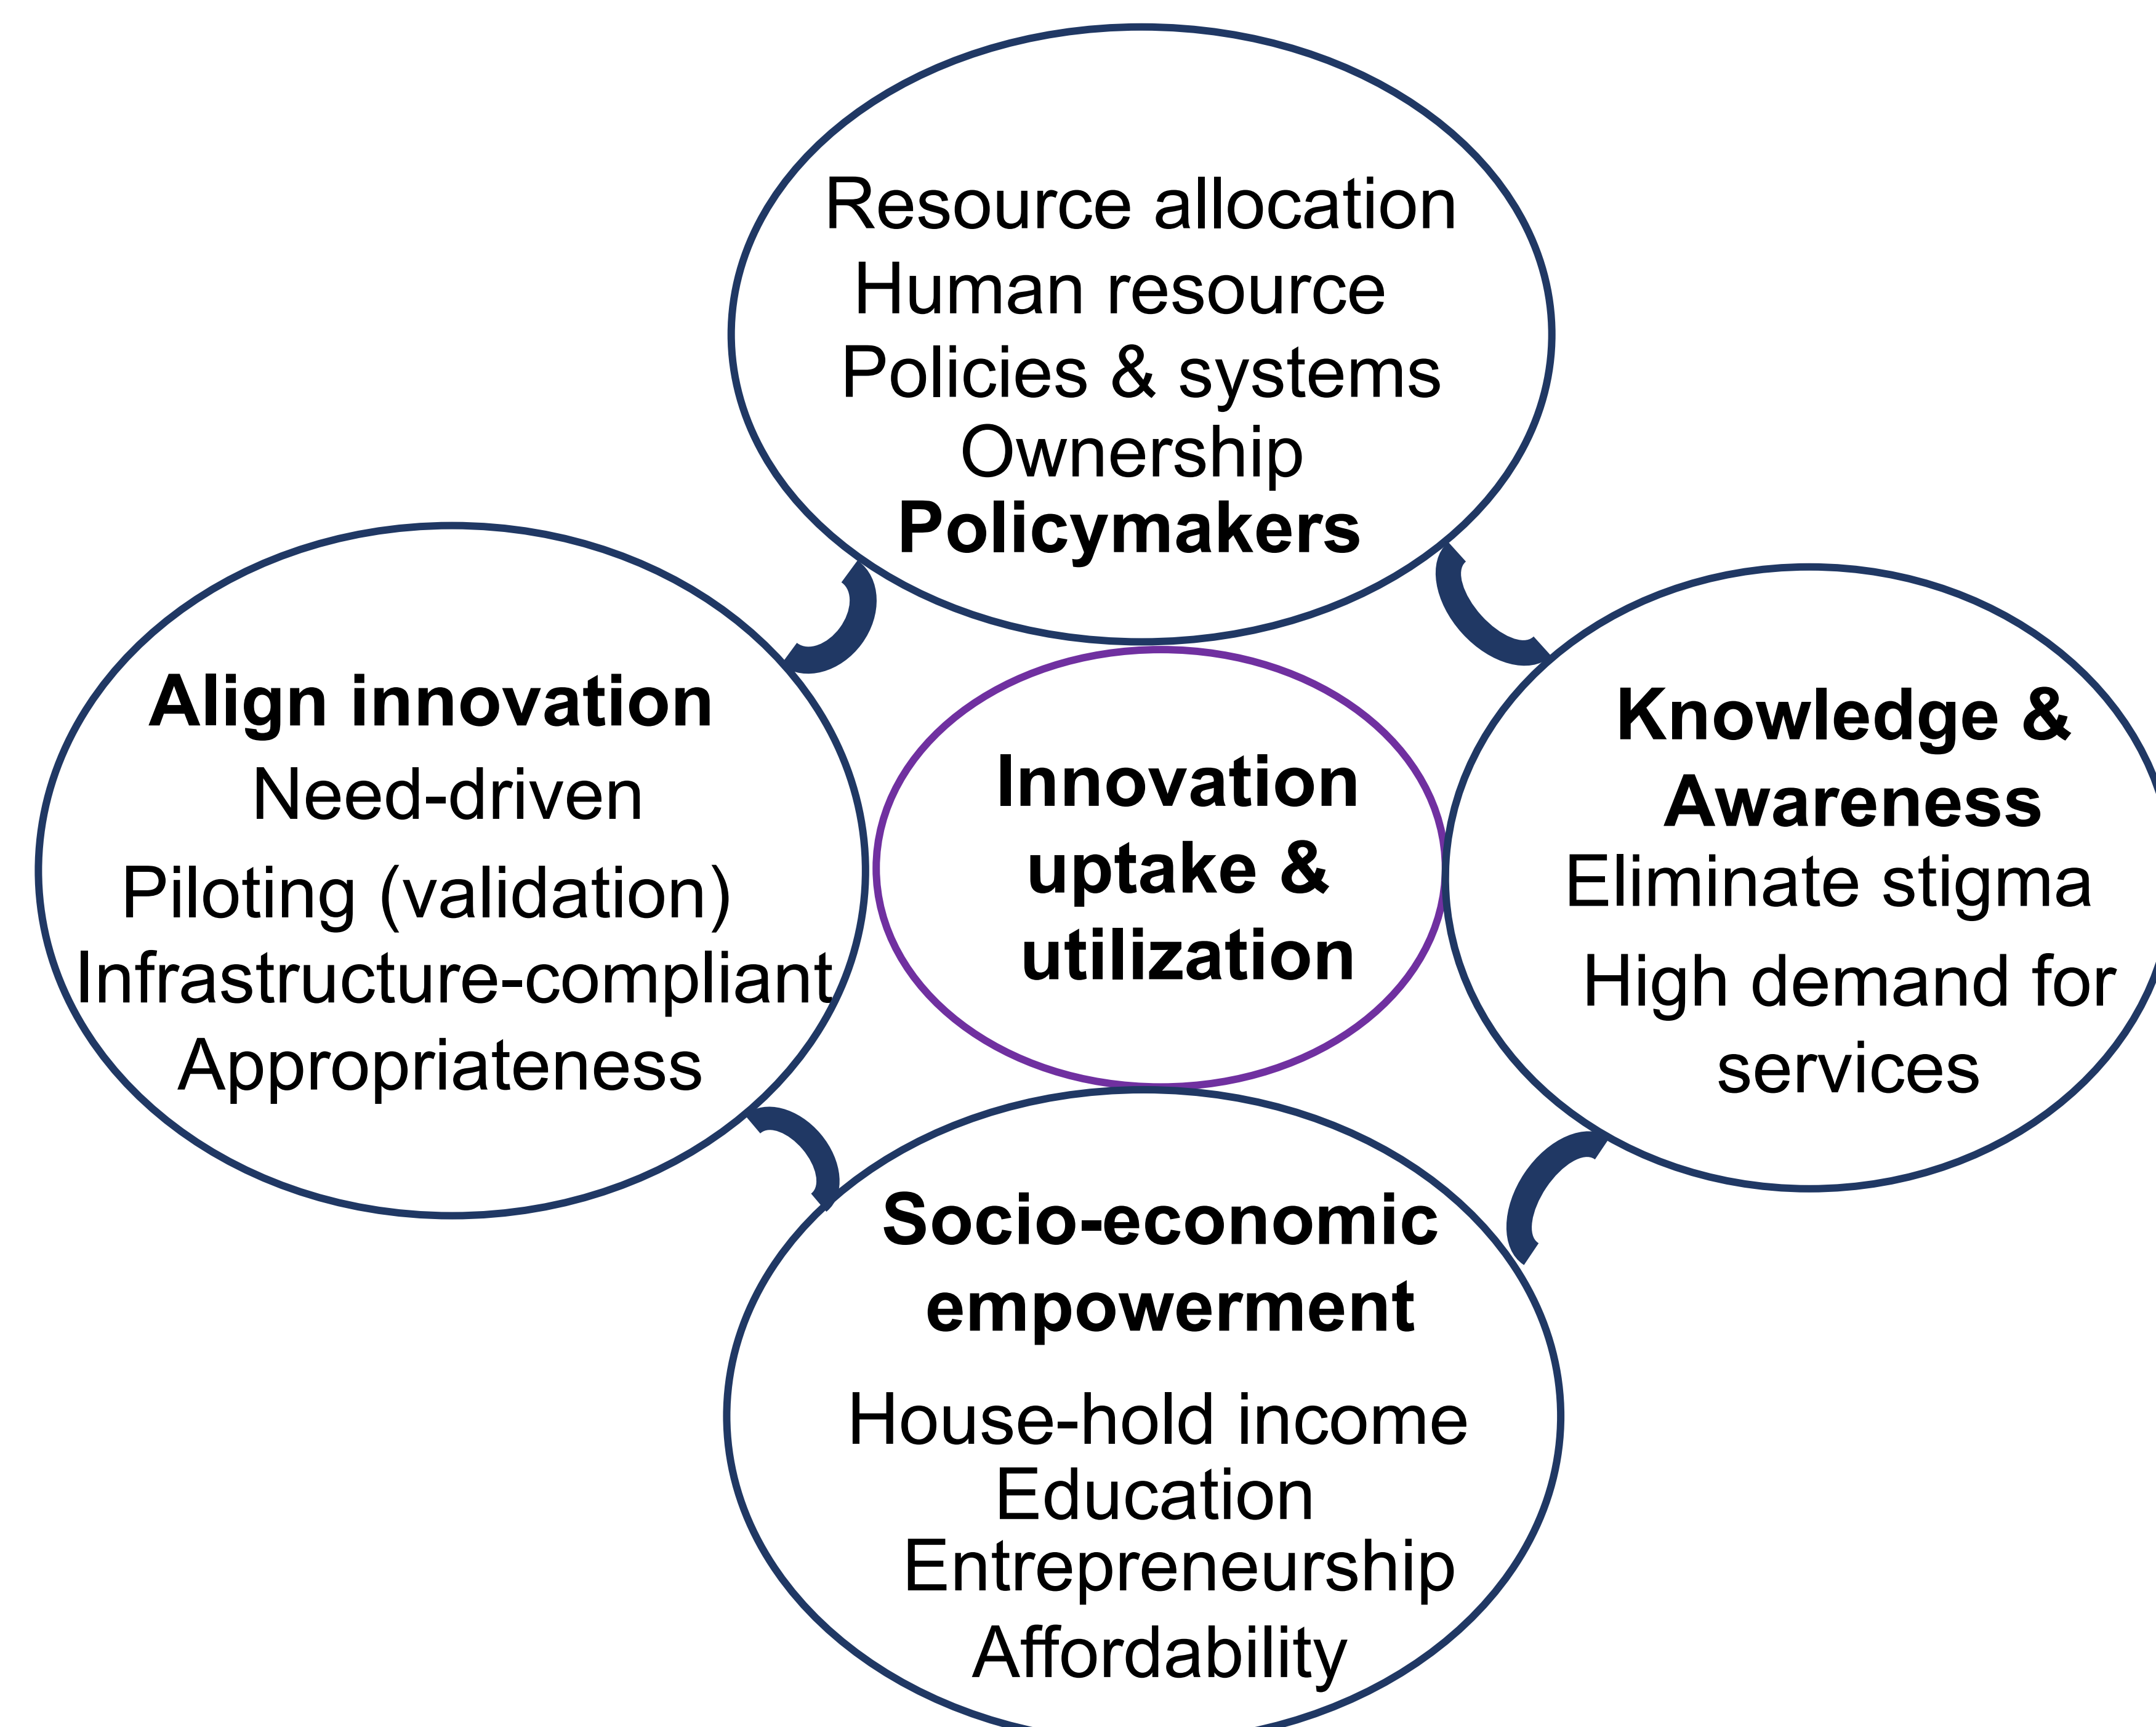 Resource allocation
Human resource
Policies & systems
Ownership
Policymakers
Align innovation
Need-driven
Piloting (validation)
Infrastructure-compliant
Appropriateness
Innovation
uptake &
utilization
Knowledge &
Awareness
Eliminate stigma
High demand for
services
Socio-economic
empowerment
House-hold income
Education
Entrepreneurship
Affordability